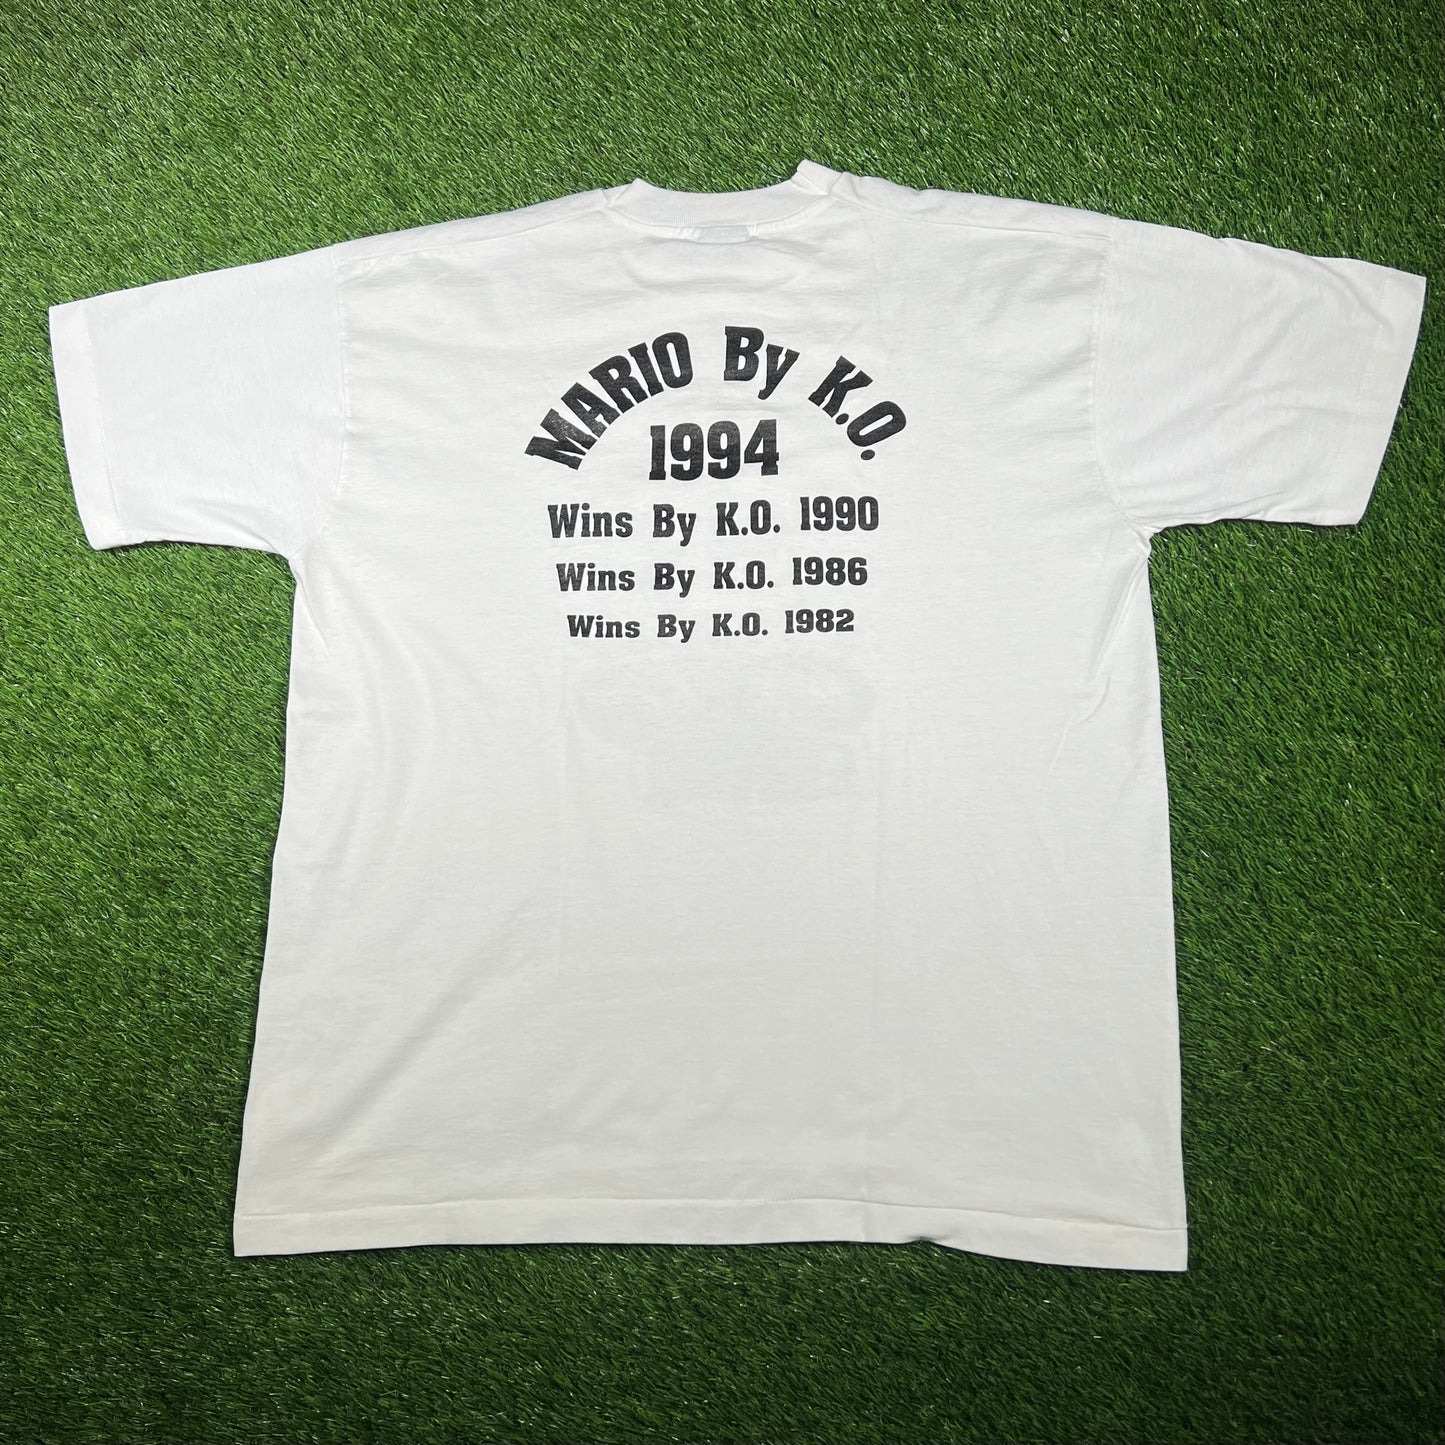 MARIO By K.O.
1994
Wins By K.O. 1990
Wins By K.O. 1986
Wins By K.O. 1982